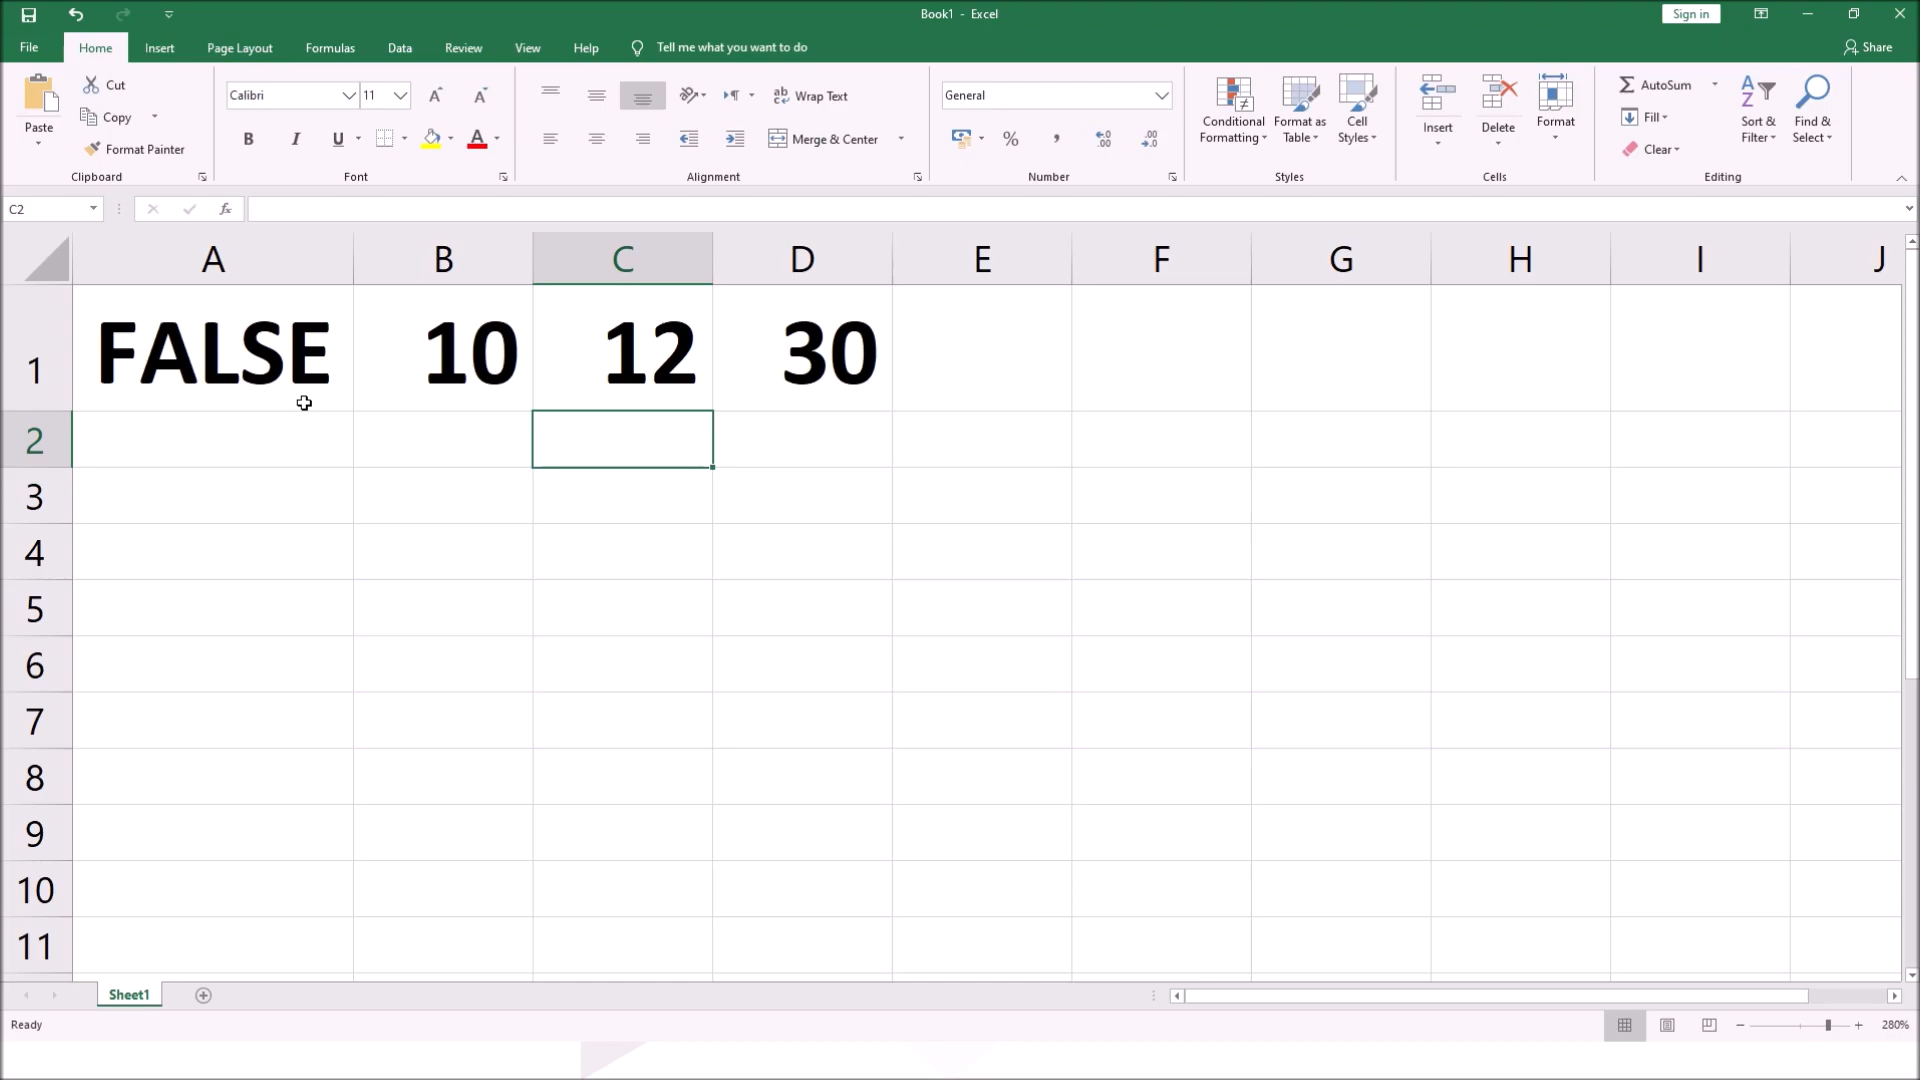 Book1 - Excel
Sign in
File Home Insert Page Layout Formulas Data Review View Help Tell me what you want to do Share
Paste
Cut
Copy
Format Painter
Clipboard
Calibri 11
B I U A
Font
Wrap Text
Merge & Center
Alignment
General
%
Number
Conditional Formatting
Format as Table
Cell Styles
Styles
Insert
Delete
Format
Cells
AutoSum
Fill
Clear
Sort & Filter
Find & Select
Editing
C2 fx
A B C D E F G H I J
1 FALSE 10 12 30
2
3
4
5
6
7
8
9
10
11
Sheet1
Ready
280%